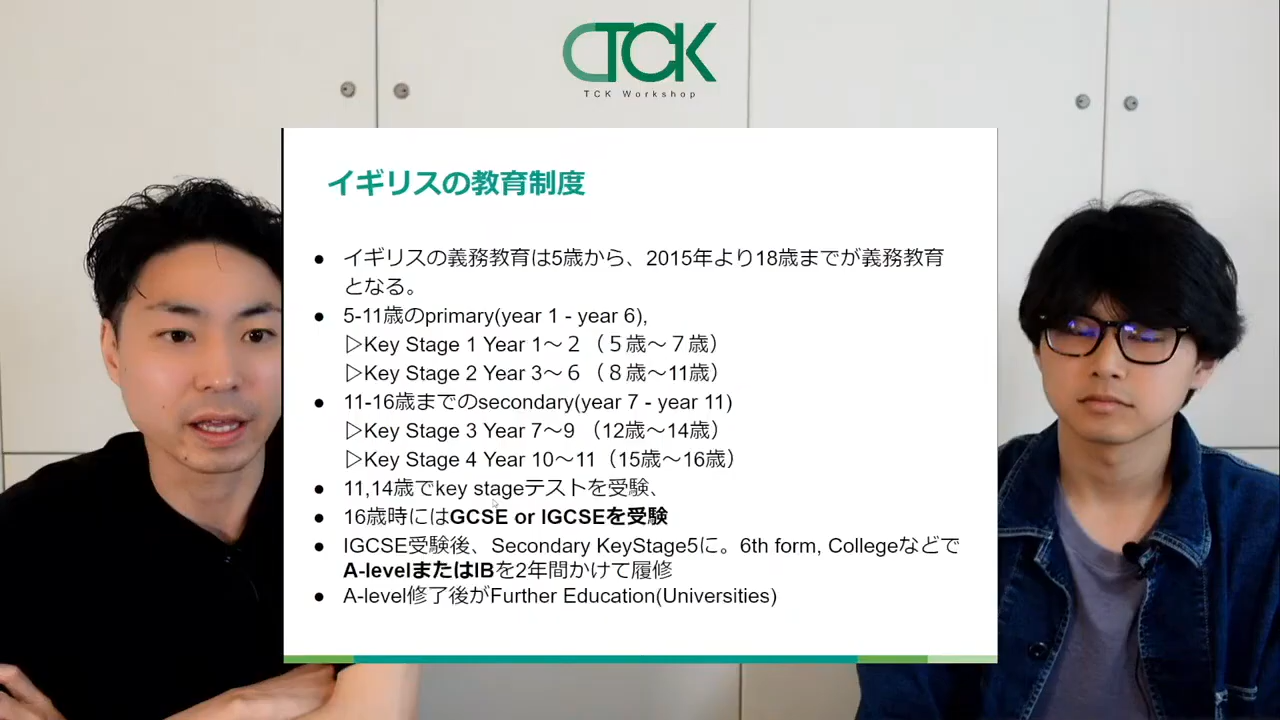 TCK
TCK Workshop
イギリスの教育制度
● イギリスの義務教育は5歳から、2015年より18歳までが義務教育
となる。
● 5-11歳のprimary(year 1 - year 6),
▷Key Stage 1 Year 1～２（５歳～７歳）
▷Key Stage 2 Year 3～６（８歳～11歳）
● 11-16歳までのsecondary(year 7 - year 11)
▷Key Stage 3 Year 7～9 （12歳～14歳）
▷Key Stage 4 Year 10～11（15歳～16歳）
● 11,14歳でkey stageテストを受験、
● 16歳時にはGCSE or IGCSEを受験
● IGCSE受験後、Secondary KeyStage5に。6th form, Collegeなどで
A-levelまたはIBを2年間かけて履修
● A-level修了後がFurther Education(Universities)